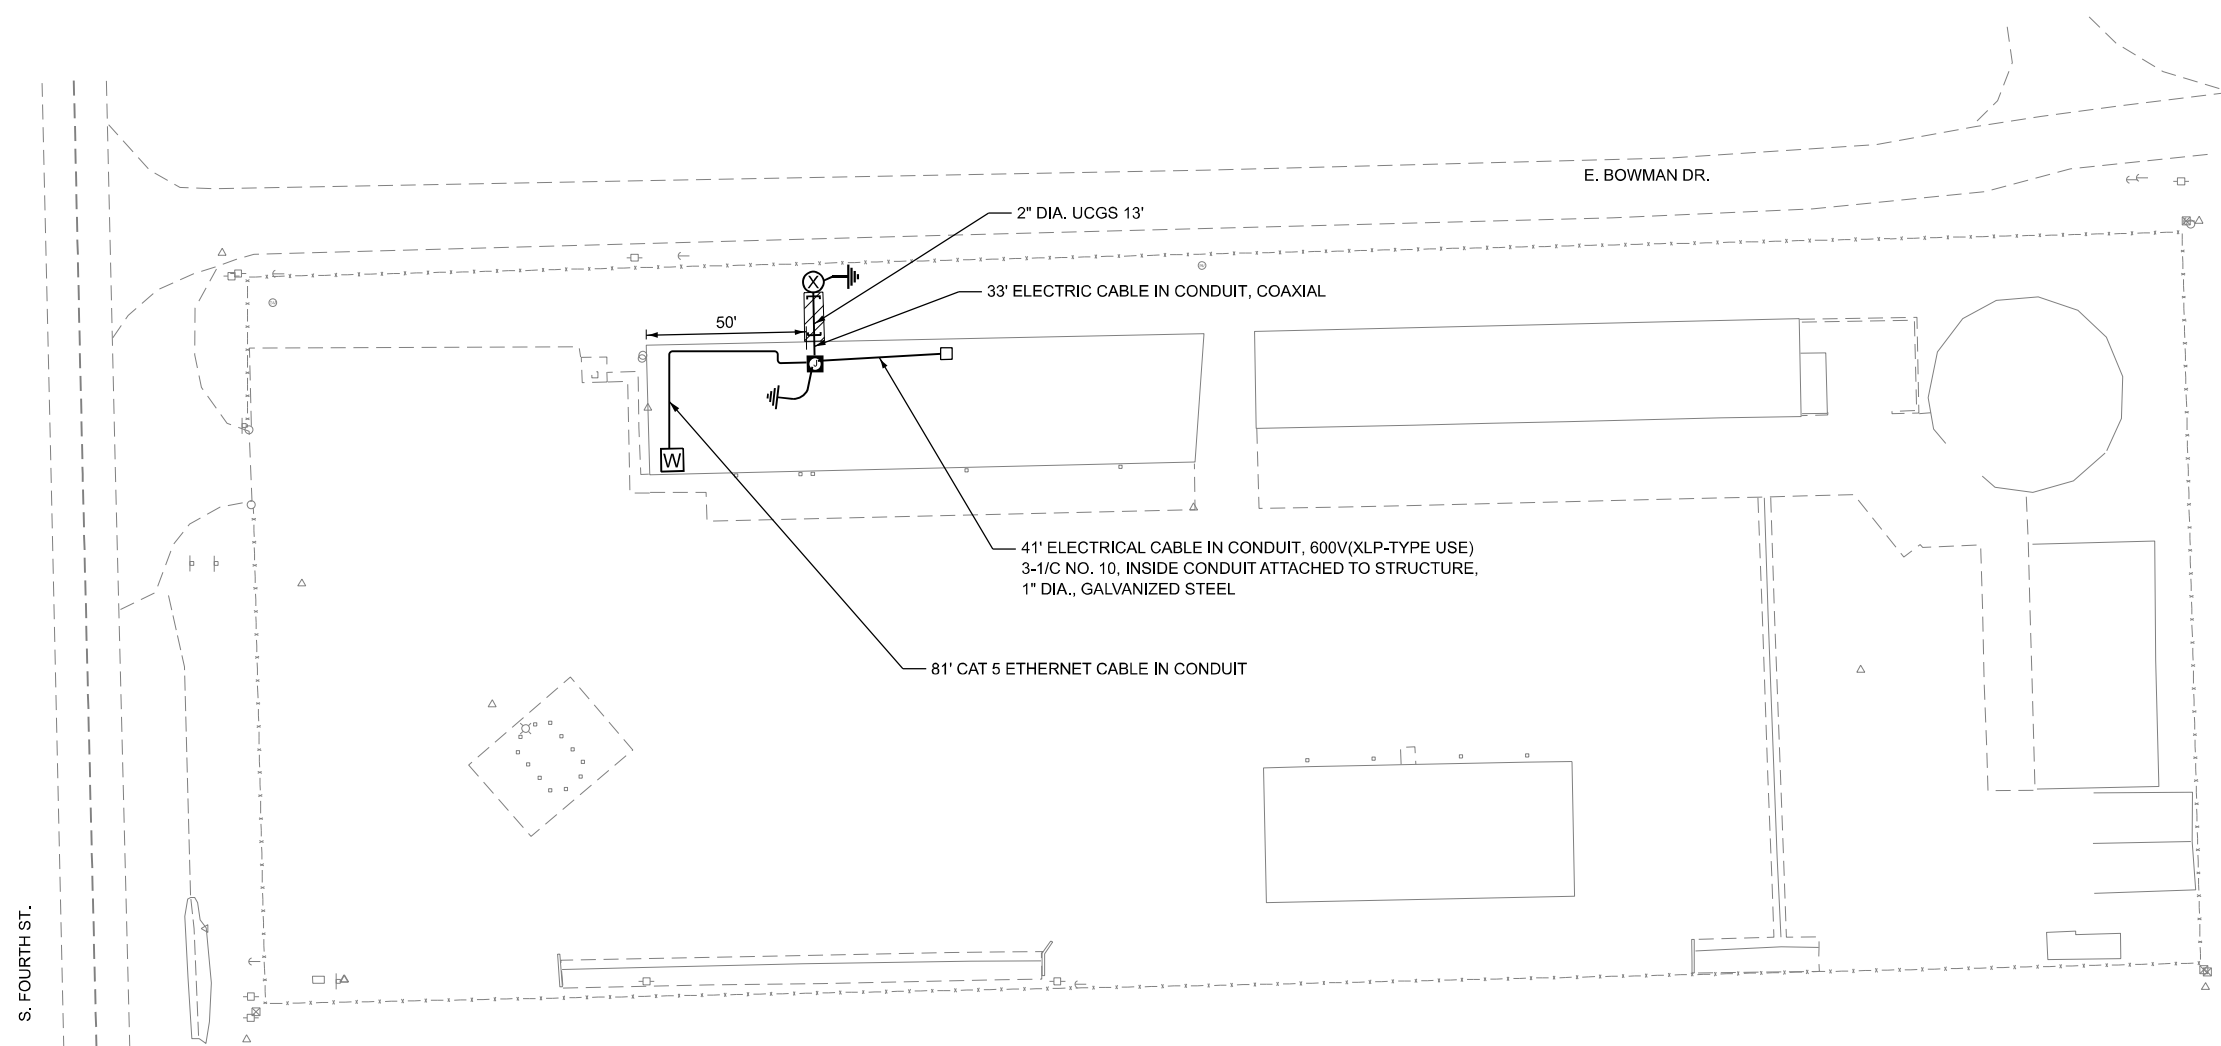 E. BOWMAN DR.
2" DIA. UCGS 13'
X
33' ELECTRIC CABLE IN CONDUIT, COAXIAL
50'
J
W
41' ELECTRICAL CABLE IN CONDUIT, 600V(XLP-TYPE USE)
3-1/C NO. 10, INSIDE CONDUIT ATTACHED TO STRUCTURE,
1" DIA., GALVANIZED STEEL
81' CAT 5 ETHERNET CABLE IN CONDUIT
S. FOURTH ST.